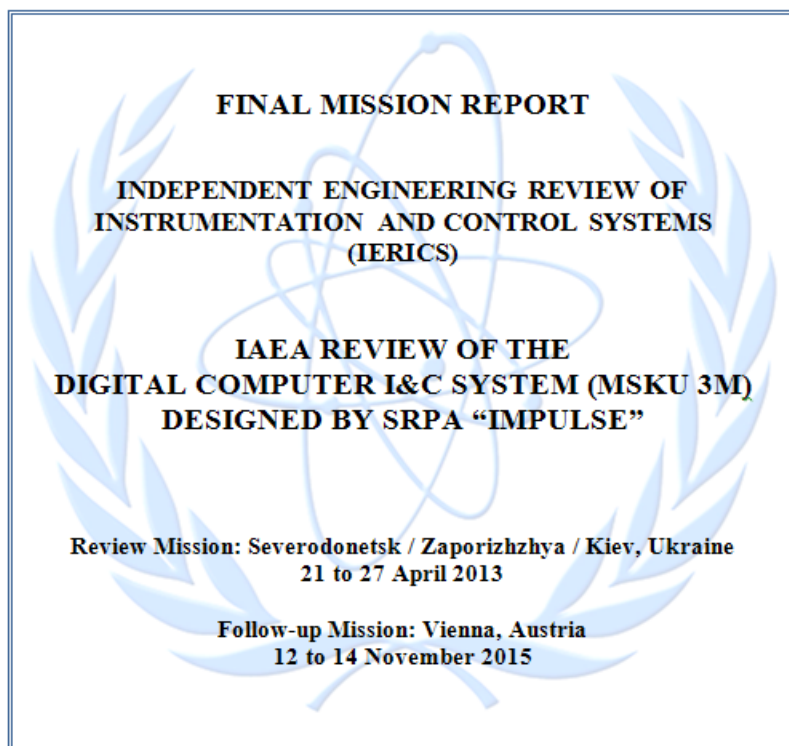 FINAL MISSION REPORT
INDEPENDENT ENGINEERING REVIEW OF
INSTRUMENTATION AND CONTROL SYSTEMS
(IERICS)
IAEA REVIEW OF THE
DIGITAL COMPUTER I&C SYSTEM (MSKU 3M)
DESIGNED BY SRPA “IMPULSE”
Review Mission: Severodonetsk / Zaporizhzhya / Kiev, Ukraine
21 to 27 April 2013
Follow-up Mission: Vienna, Austria
12 to 14 November 2015